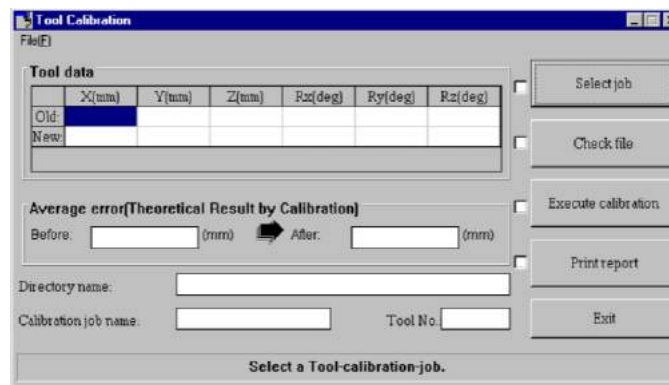 Tool Calibration
File(F)
Tool data
X(mm) Y(mm) Z(mm) Rx(deg) Ry(deg) Rz(deg)
Old:
New:
Select job
Check file
Average error(Theoretical Result by Calibration)
Before: (mm) After: (mm)
Execute calibration
Print report
Directory name:
Calibration job name: Tool No.:
Exit
Select a Tool-calibration-job.